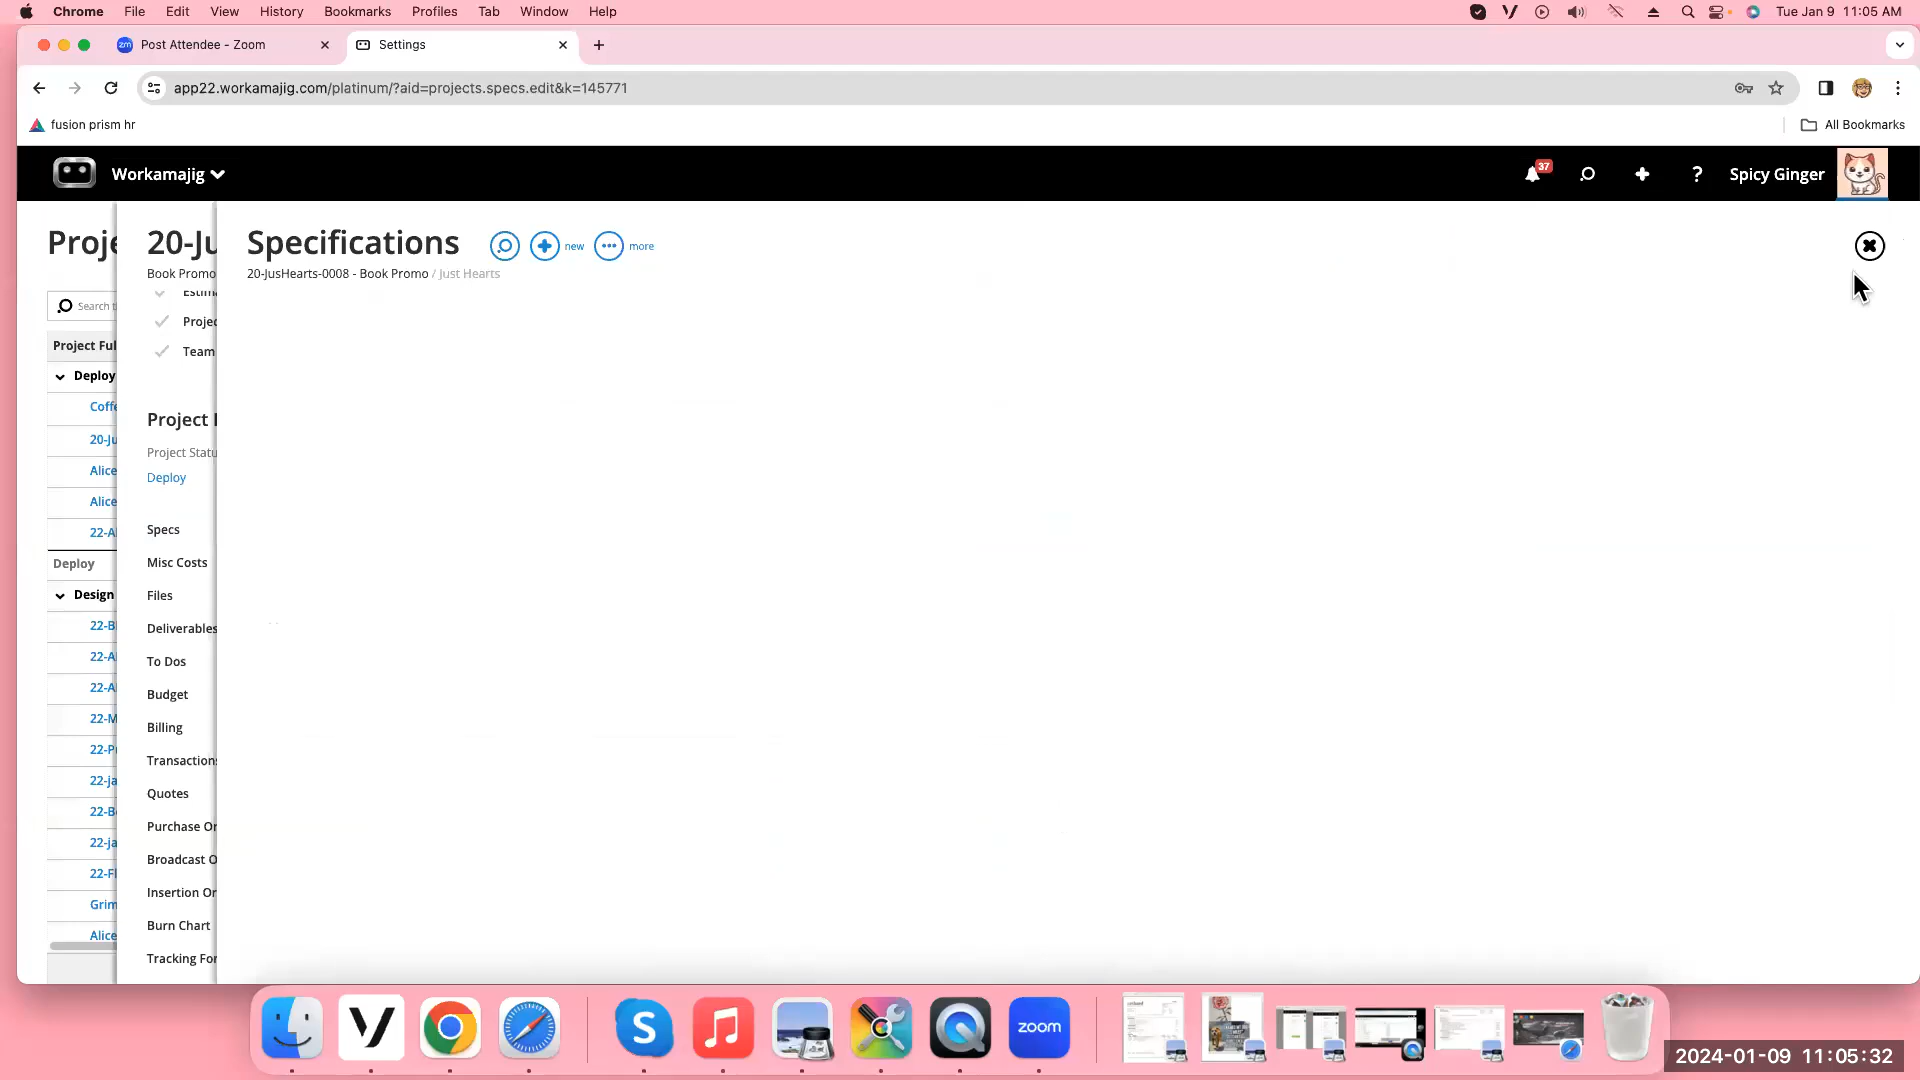 Chrome File Edit View History Bookmarks Profiles Tab Window Help Tue Jan 9 11:05 AM
zm Post Attendee - Zoom Settings
app22.workamajig.com/platinum/?aid=projects.specs.edit&k=145771
fusion prism hr All Bookmarks
Workamajig 37 ? Spicy Ginger
Proje 20-Ju Specifications new more
Book Promo 20-JusHearts-0008 - Book Promo / Just Hearts
Estima
Search t
Projec
Project Ful
Team
Deploy
Coffe
Project
20-Ju
Project Statu
Alice
Deploy
Alice
Specs
22-A
Misc Costs
Deploy
Files
Design
22-B
Deliverables
22-A
To Dos
22-A
Budget
22-M
Billing
22-P
Transactions
22-ja
Quotes
22-B
Purchase Or
22-ja
Broadcast O
22-Fl
Insertion Or
Grim
Burn Chart
Alice
Tracking For
zoom
2024-01-09 11:05:32